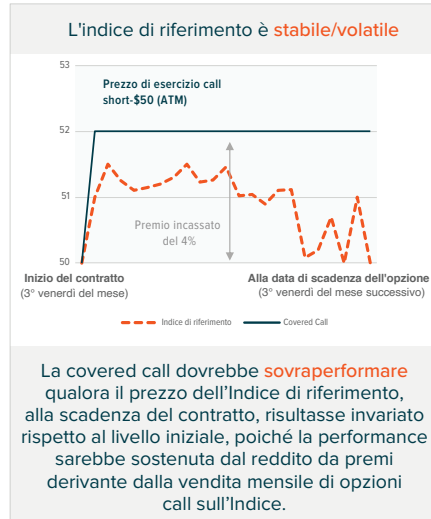 L'indice di riferimento è stabile/volatile
53
Prezzo di esercizio call
short-$50 (ATM)
52
51
Premio incassato
del 4%
50
Inizio del contratto
(3° venerdì del mese)
Alla data di scadenza dell'opzione
(3° venerdì del mese successivo)
Indice di riferimento
Covered Call
La covered call dovrebbe sovraperformare
qualora il prezzo dell'Indice di riferimento,
alla scadenza del contratto, risultasse invariato
rispetto al livello iniziale, poiché la performance
sarebbe sostenuta dal reddito da premi
derivante dalla vendita mensile di opzioni
call sull'Indice.